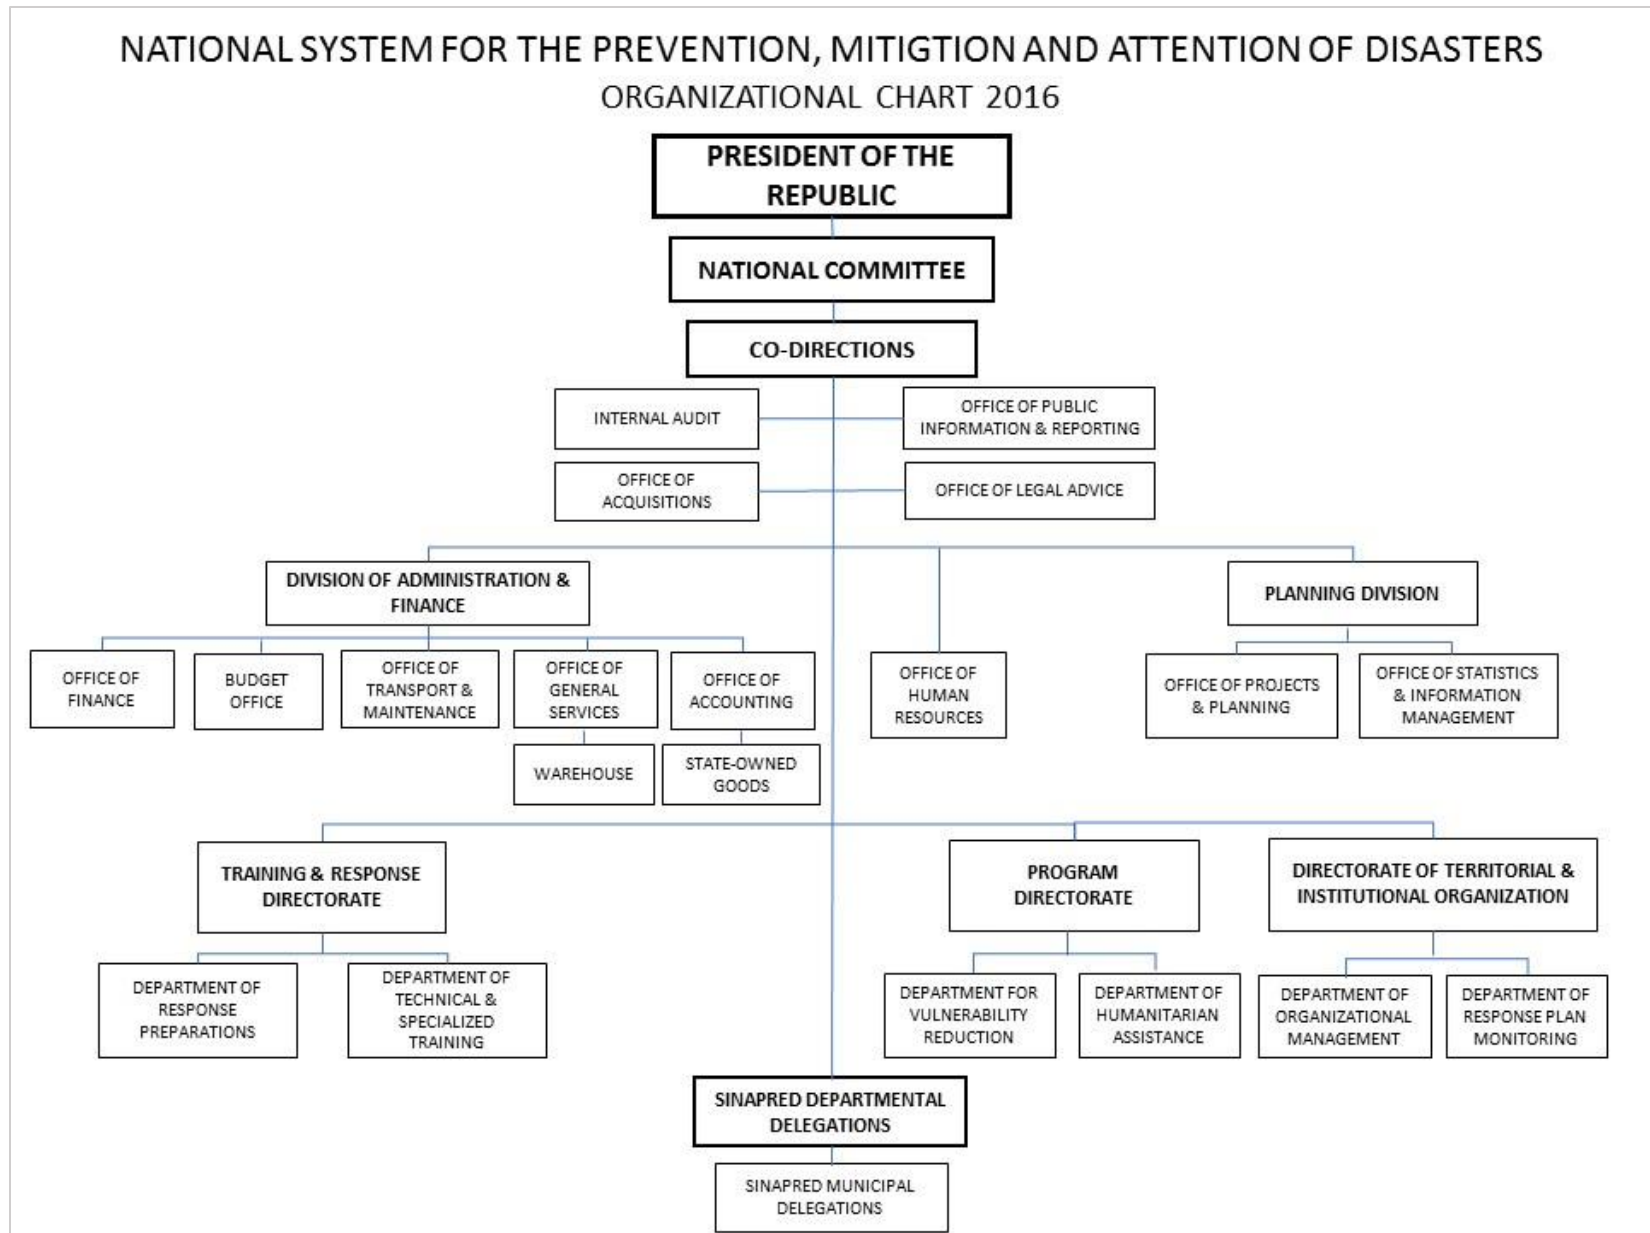 NATIONAL SYSTEM FOR THE PREVENTION, MITIGTION AND ATTENTION OF DISASTERS
ORGANIZATIONAL CHART 2016
PRESIDENT OF THE
REPUBLIC
NATIONAL COMMITTEE
CO-DIRECTIONS
INTERNAL AUDIT
OFFICE OF PUBLIC
INFORMATION & REPORTING
OFFICE OF
ACQUISITIONS
OFFICE OF LEGAL ADVICE
DIVISION OF ADMINISTRATION &
FINANCE
PLANNING DIVISION
OFFICE OF
FINANCE
BUDGET
OFFICE
OFFICE OF
TRANSPORT &
MAINTENANCE
OFFICE OF
GENERAL
SERVICES
OFFICE OF
ACCOUNTING
OFFICE OF
HUMAN
RESOURCES
OFFICE OF PROJECTS
& PLANNING
OFFICE OF STATISTICS
& INFORMATION
MANAGEMENT
WAREHOUSE
STATE-OWNED
GOODS
TRAINING & RESPONSE
DIRECTORATE
PROGRAM
DIRECTORATE
DIRECTORATE OF TERRITORIAL &
INSTITUTIONAL ORGANIZATION
DEPARTMENT OF
RESPONSE
PREPARATIONS
DEPARTMENT OF
TECHNICAL &
SPECIALIZED
TRAINING
DEPARTMENT FOR
VULNERABILITY
REDUCTION
DEPARTMENT OF
HUMANITARIAN
ASSISTANCE
DEPARTMENT OF
ORGANIZATIONAL
MANAGEMENT
DEPARTMENT OF
RESPONSE PLAN
MONITORING
SINAPRED DEPARTMENTAL
DELEGATIONS
SINAPRED MUNICIPAL
DELEGATIONS